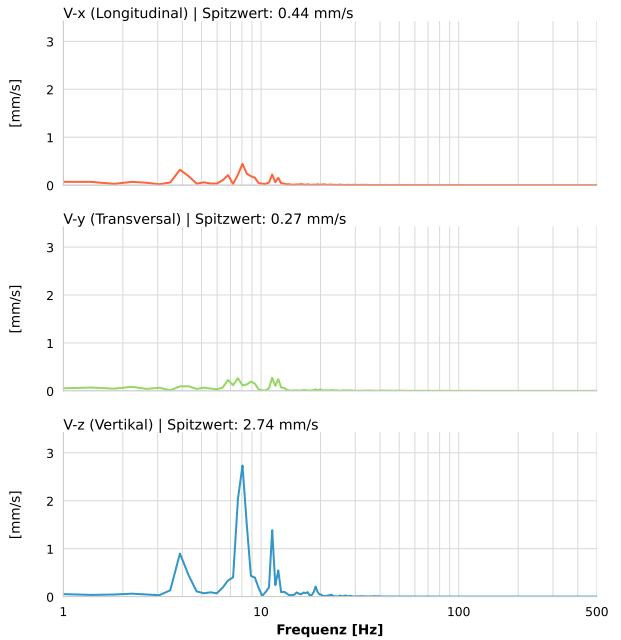 V-x (Longitudinal) | Spitzwert: 0.44 mm/s
3
2
1
0
[mm/s]
V-y (Transversal) | Spitzwert: 0.27 mm/s
3
2
1
0
[mm/s]
V-z (Vertikal) | Spitzwert: 2.74 mm/s
3
2
1
0
[mm/s]
1 10 100 500
Frequenz [Hz]